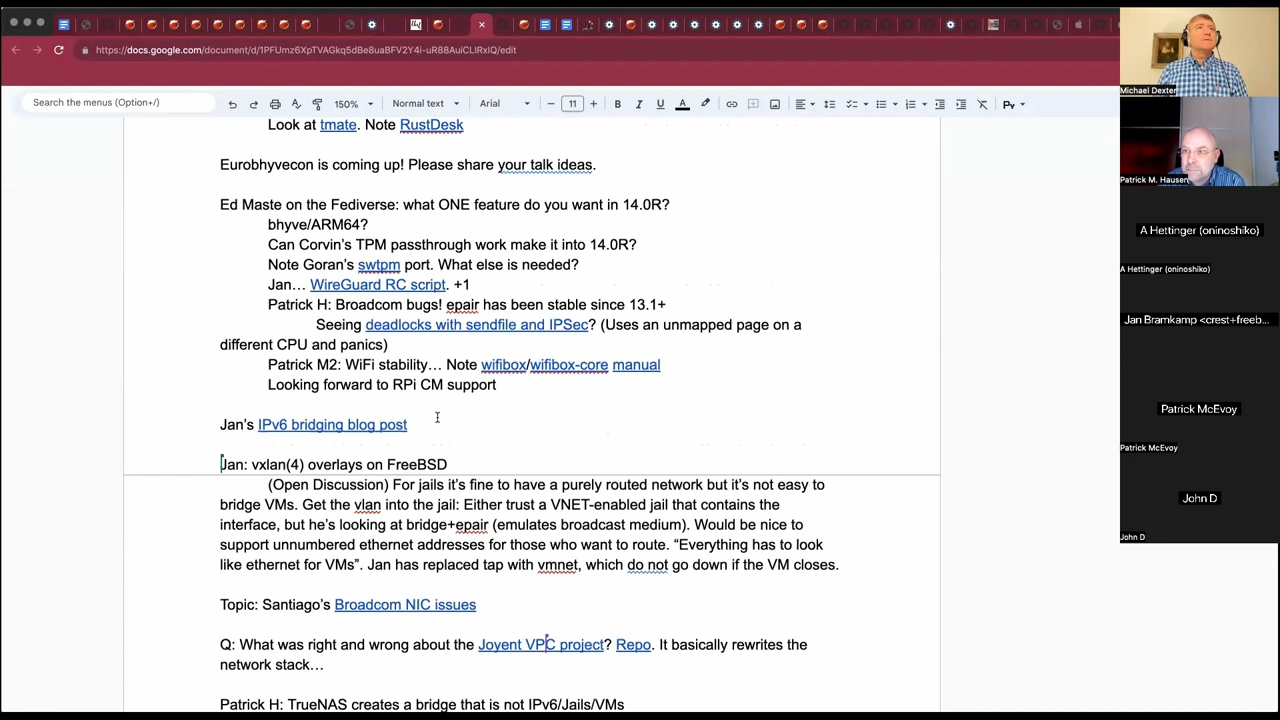 https://docs.google.com/document/d/1PFUmz6XpTVAGkq5dBe8uaBFV2Y4i-uR88AuiCLIRxIQ/edit
Search the menus (Option+/)
150%
Normal text
Arial
11
Look at tmate. Note RustDesk
Eurobhyvecon is coming up! Please share your talk ideas.
Ed Maste on the Fediverse: what ONE feature do you want in 14.0R?
bhyve/ARM64?
Can Corvin’s TPM passthrough work make it into 14.0R?
Note Goran’s swtpm port. What else is needed?
Jan… WireGuard RC script. +1
Patrick H: Broadcom bugs! epair has been stable since 13.1+
Seeing deadlocks with sendfile and IPSec? (Uses an unmapped page on a
different CPU and panics)
Patrick M2: WiFi stability… Note wifibox/wifibox-core manual
Looking forward to RPi CM support
Jan’s IPv6 bridging blog post
Jan: vxlan(4) overlays on FreeBSD
(Open Discussion) For jails it’s fine to have a purely routed network but it’s not easy to
bridge VMs. Get the vlan into the jail: Either trust a VNET-enabled jail that contains the
interface, but he’s looking at bridge+epair (emulates broadcast medium). Would be nice to
support unnumbered ethernet addresses for those who want to route. “Everything has to look
like ethernet for VMs”. Jan has replaced tap with vmnet, which do not go down if the VM closes.
Topic: Santiago’s Broadcom NIC issues
Q: What was right and wrong about the Joyent VPC project? Repo. It basically rewrites the
network stack…
Patrick H: TrueNAS creates a bridge that is not IPv6/Jails/VMs
Michael Dexter
Patrick M. Hausen
A Hettinger (oninoshiko)
A Hettinger (oninoshiko)
Jan Bramkamp <crest+freeb...
Patrick McEvoy
Patrick McEvoy
John D
John D